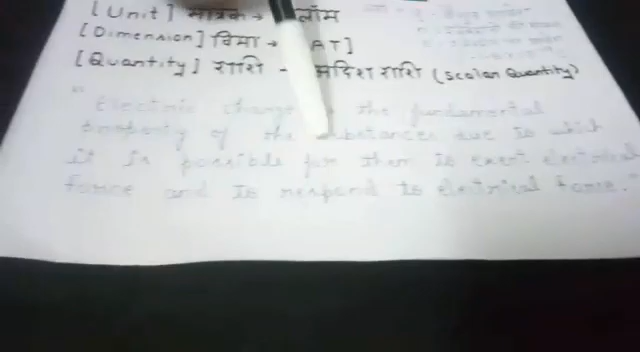 [Unit] मात्रक → लॉम
[Dimension] विमा → AT]
[Quantity] राशि - अदिश राशि (Scalar Quantity)
"Electric charge is the fundamental
property of the substances due to which
it is possible for them to exert electrical
force and to respond to electrical force."